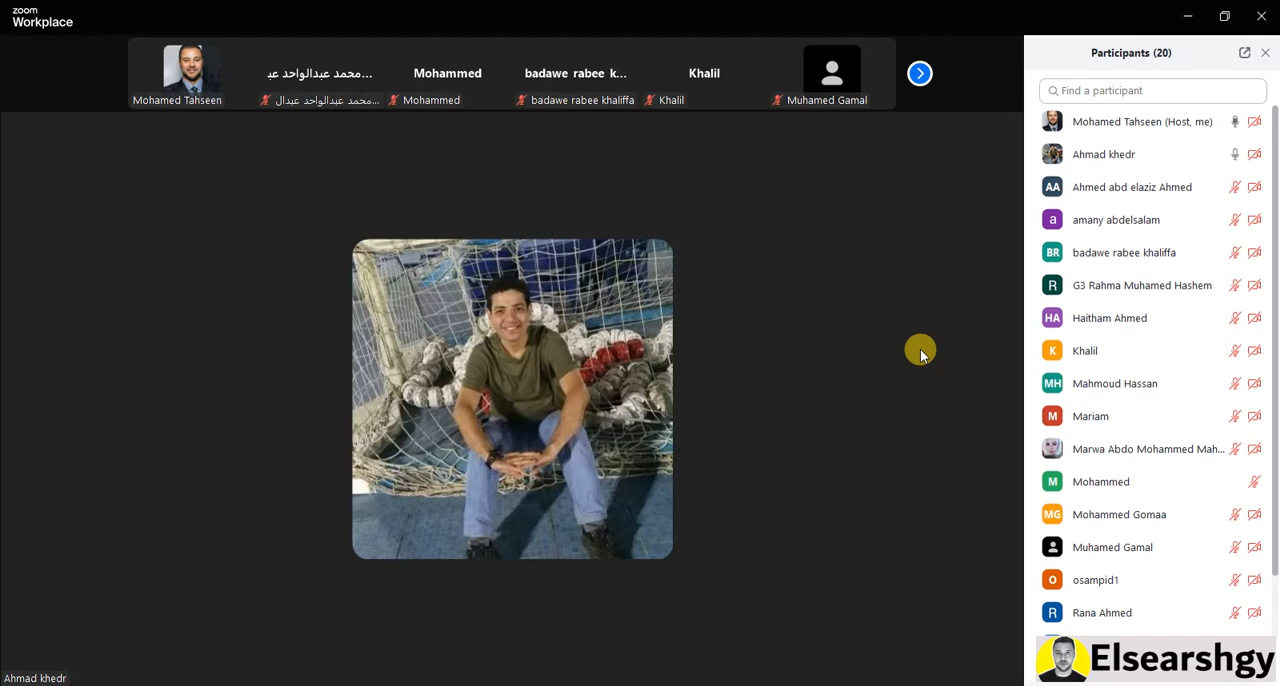 zoom
Workplace
محمد عبدالواحد عبـ...
Mohammed
badawe rabee k...
Khalil
Mohamed Tahseen
محمد عبدالواحد عبدال...
Mohammed
badawe rabee khaliffa
Khalil
Muhamed Gamal
Participants (20)
Find a participant
Mohamed Tahseen (Host, me)
Ahmad khedr
AA Ahmed abd elaziz Ahmed
a amany abdelsalam
BR badawe rabee khaliffa
R G3 Rahma Muhamed Hashem
HA Haitham Ahmed
K Khalil
MH Mahmoud Hassan
M Mariam
Marwa Abdo Mohammed Mah...
M Mohammed
MG Mohammed Gomaa
Muhamed Gamal
O osampid1
R Rana Ahmed
Elsearshgy
Ahmad khedr